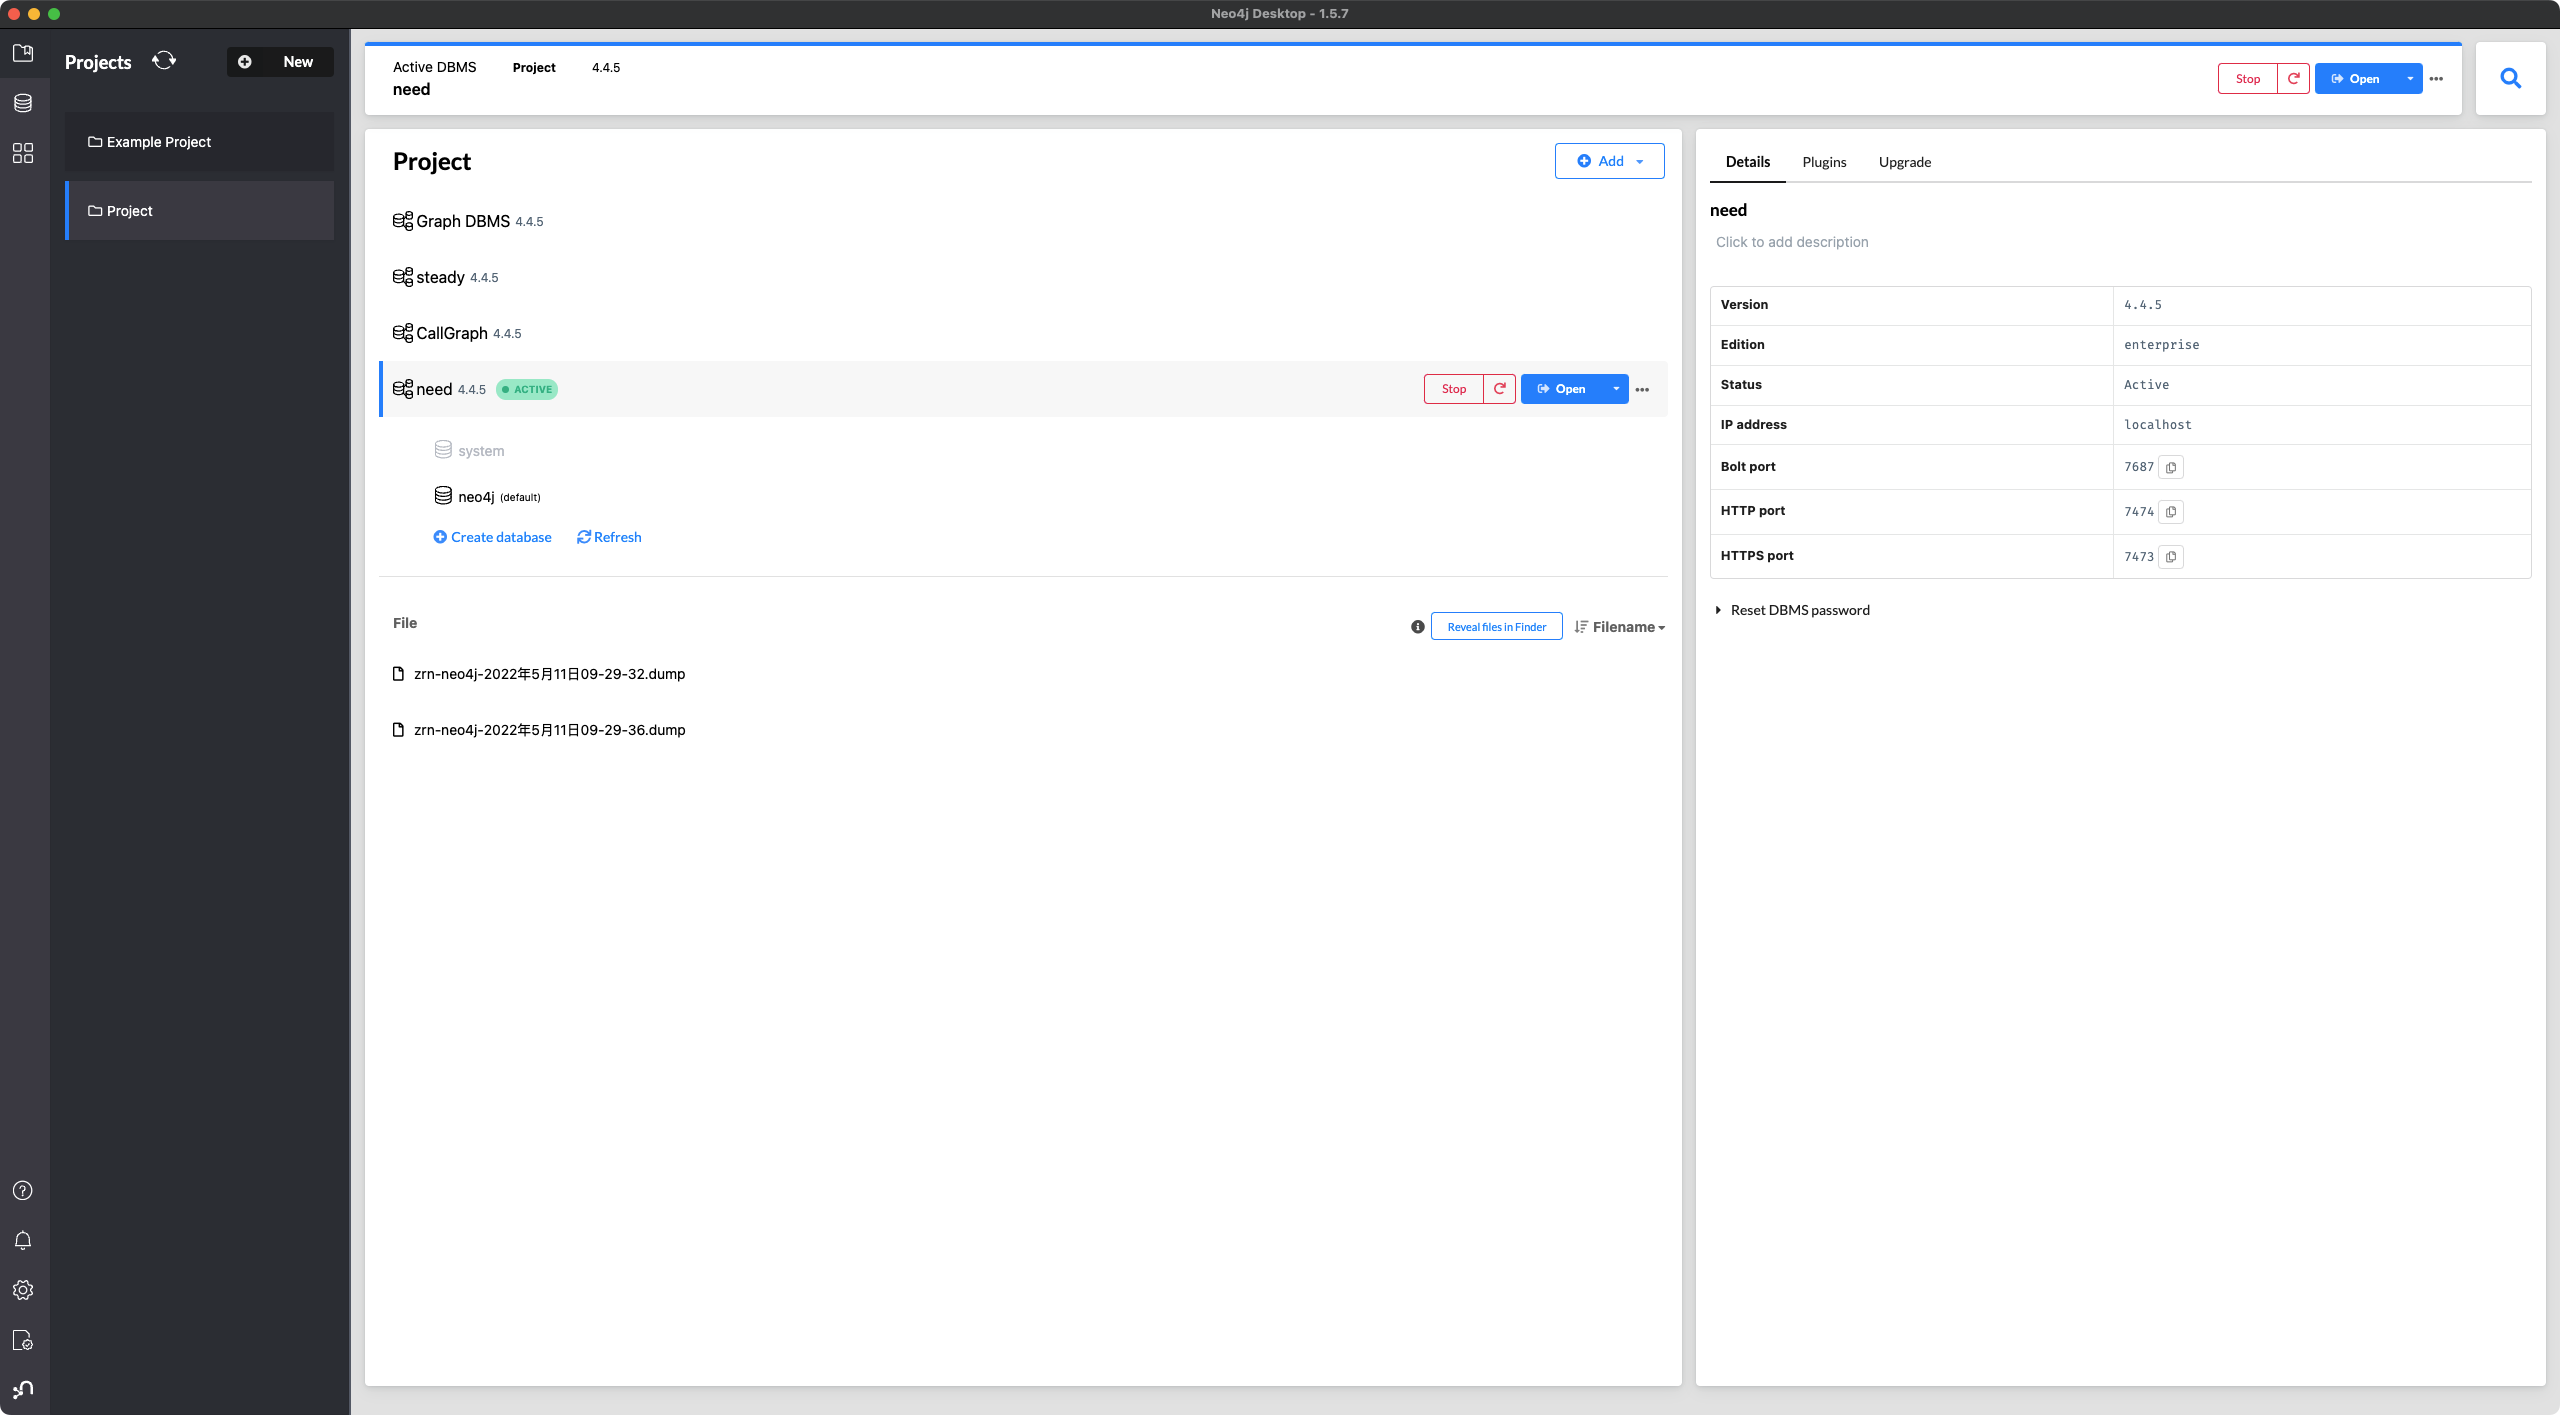 Neo4j Desktop - 1.5.7
Projects
New
Example Project
Project
Active DBMS Project 4.4.5
need
Stop Open
Project
Add
Graph DBMS 4.4.5
steady 4.4.5
CallGraph 4.4.5
need 4.4.5 ACTIVE Stop Open
system
neo4j (default)
Create database Refresh
File Reveal files in Finder Filename
zrn-neo4j-2022年5月11日09-29-32.dump
zrn-neo4j-2022年5月11日09-29-36.dump
Details Plugins Upgrade
need
Click to add description
Version 4.4.5
Edition enterprise
Status Active
IP address localhost
Bolt port 7687
HTTP port 7474
HTTPS port 7473
Reset DBMS password